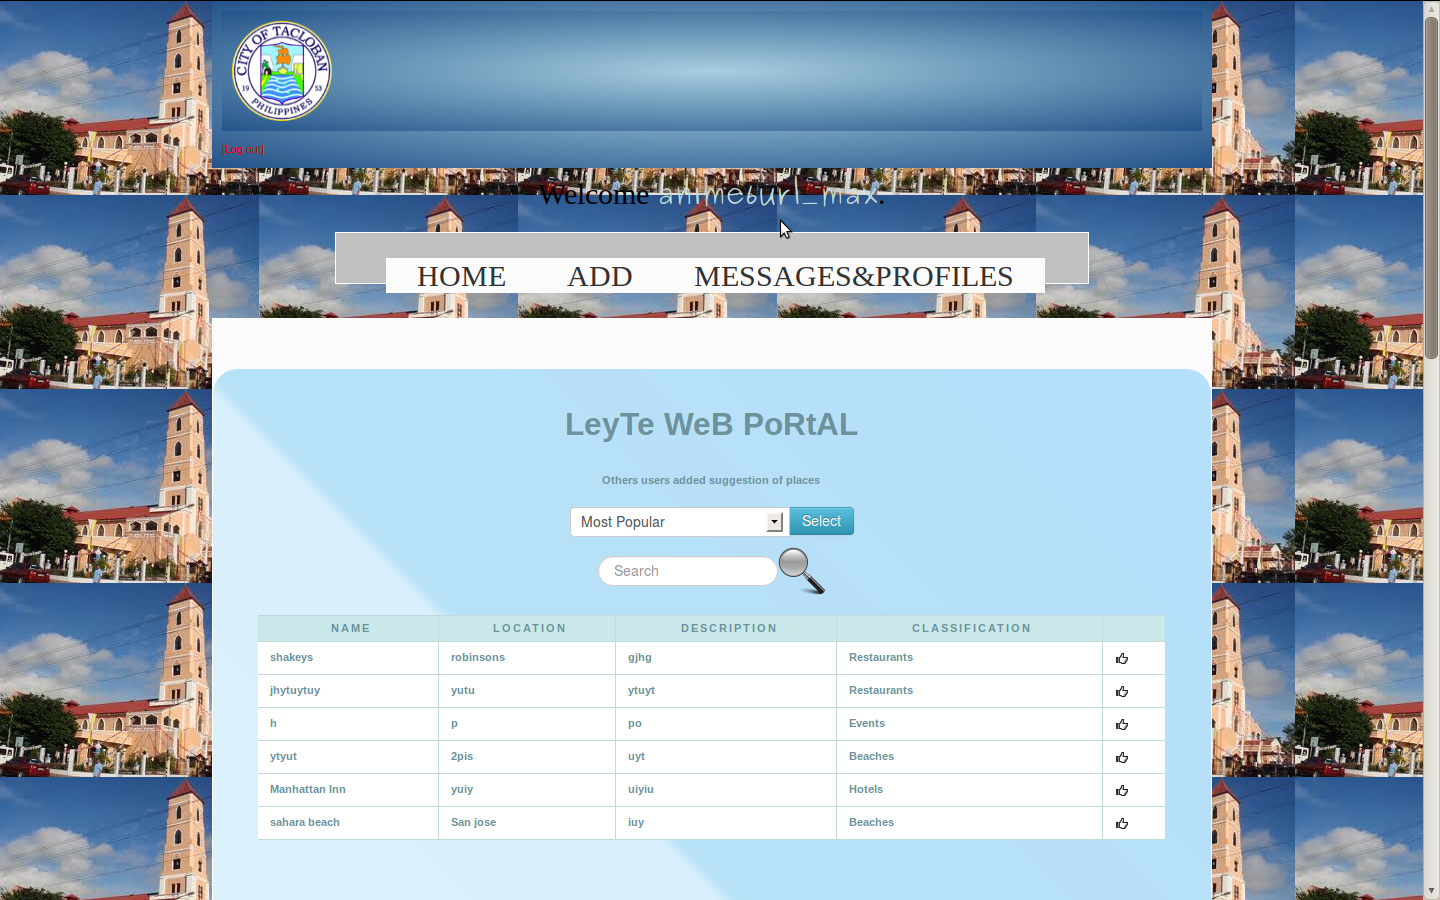 CITY OF TACLOBAN
19 53
PHILIPPINES
[Log out]
Welcome animeburl_max.
HOME ADD MESSAGES&PROFILES
LeyTe WeB PoRtAL
Others users added suggestion of places
Most Popular Select
Search
NAME LOCATION DESCRIPTION CLASSIFICATION
shakeys robinsons gjhg Restaurants
jhytuytuy yutu ytuyt Restaurants
h p po Events
ytyut 2pis uyt Beaches
Manhattan Inn yuiy uiyiu Hotels
sahara beach San jose iuy Beaches